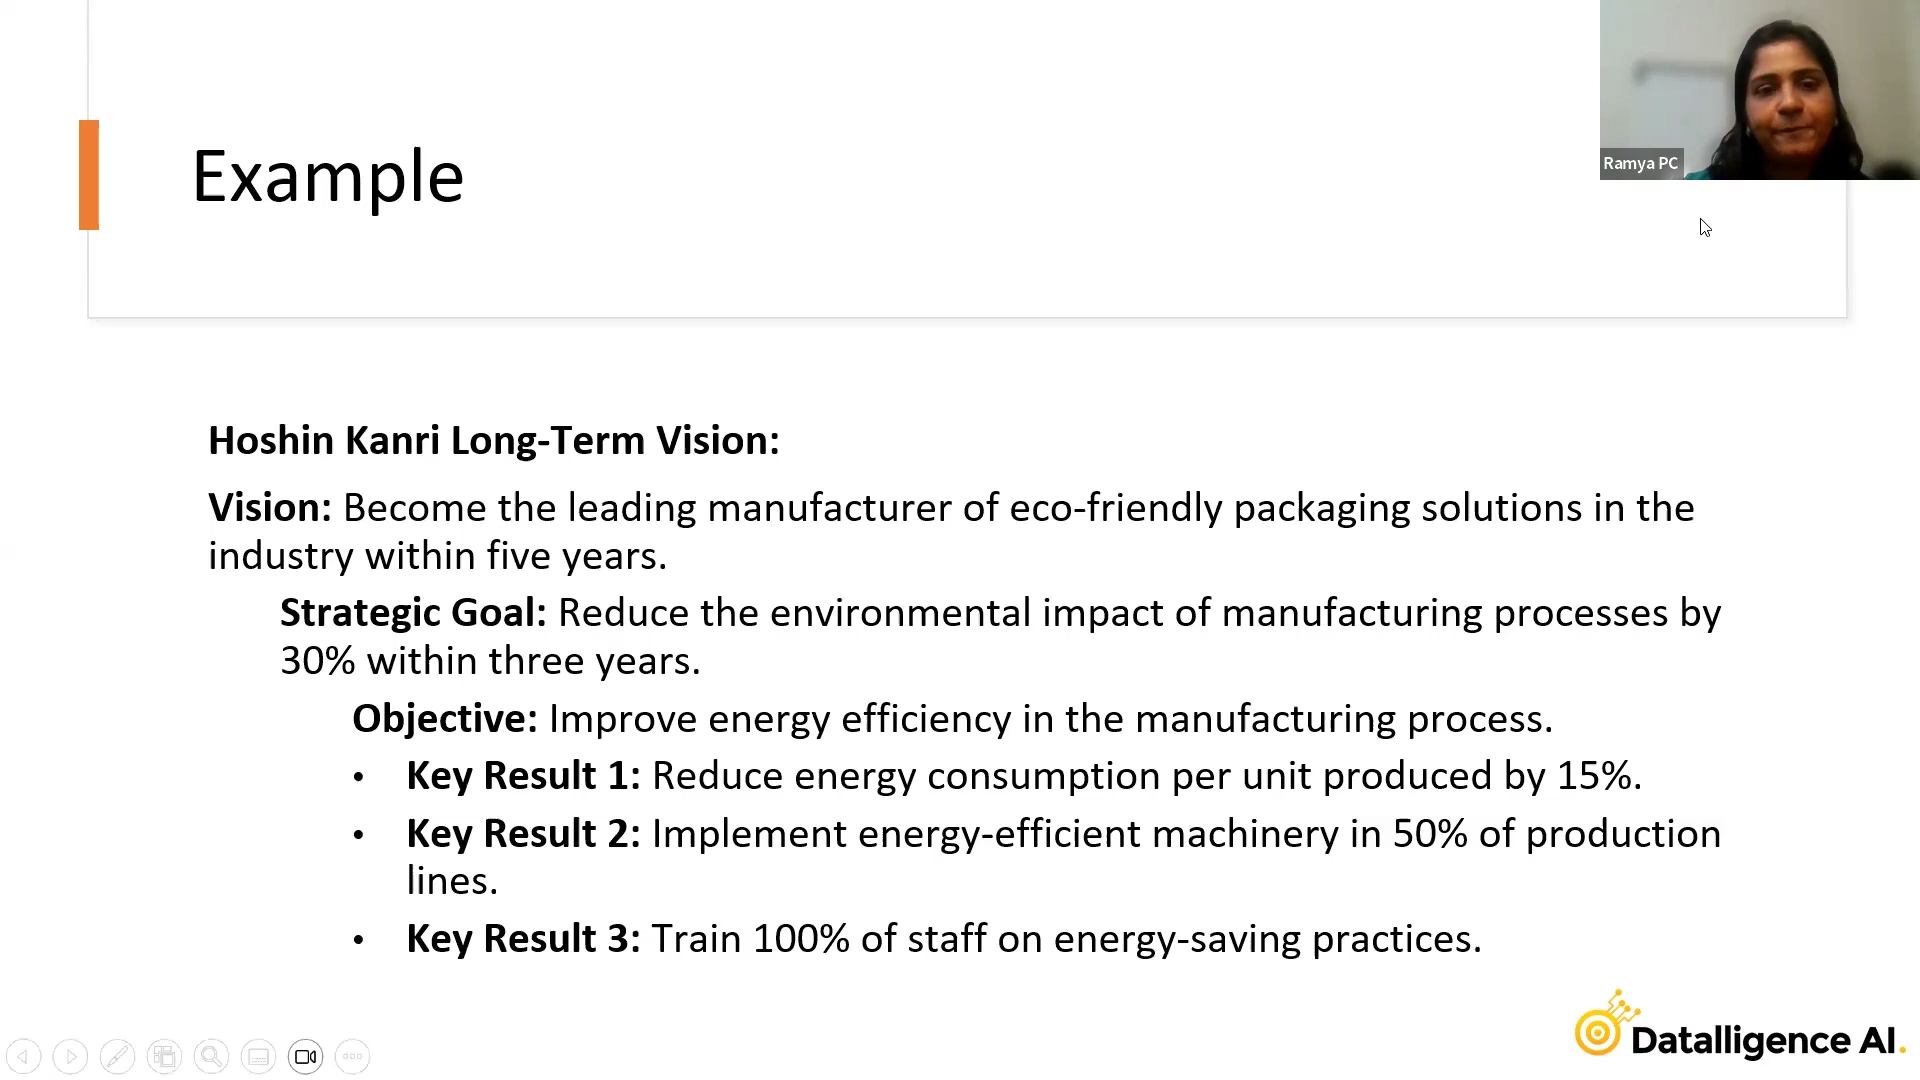 Ramya PC
Example
Hoshin Kanri Long-Term Vision:
Vision: Become the leading manufacturer of eco-friendly packaging solutions in the
industry within five years.
Strategic Goal: Reduce the environmental impact of manufacturing processes by
30% within three years.
Objective: Improve energy efficiency in the manufacturing process.
• Key Result 1: Reduce energy consumption per unit produced by 15%.
• Key Result 2: Implement energy-efficient machinery in 50% of production
lines.
• Key Result 3: Train 100% of staff on energy-saving practices.
Datalligence AI.